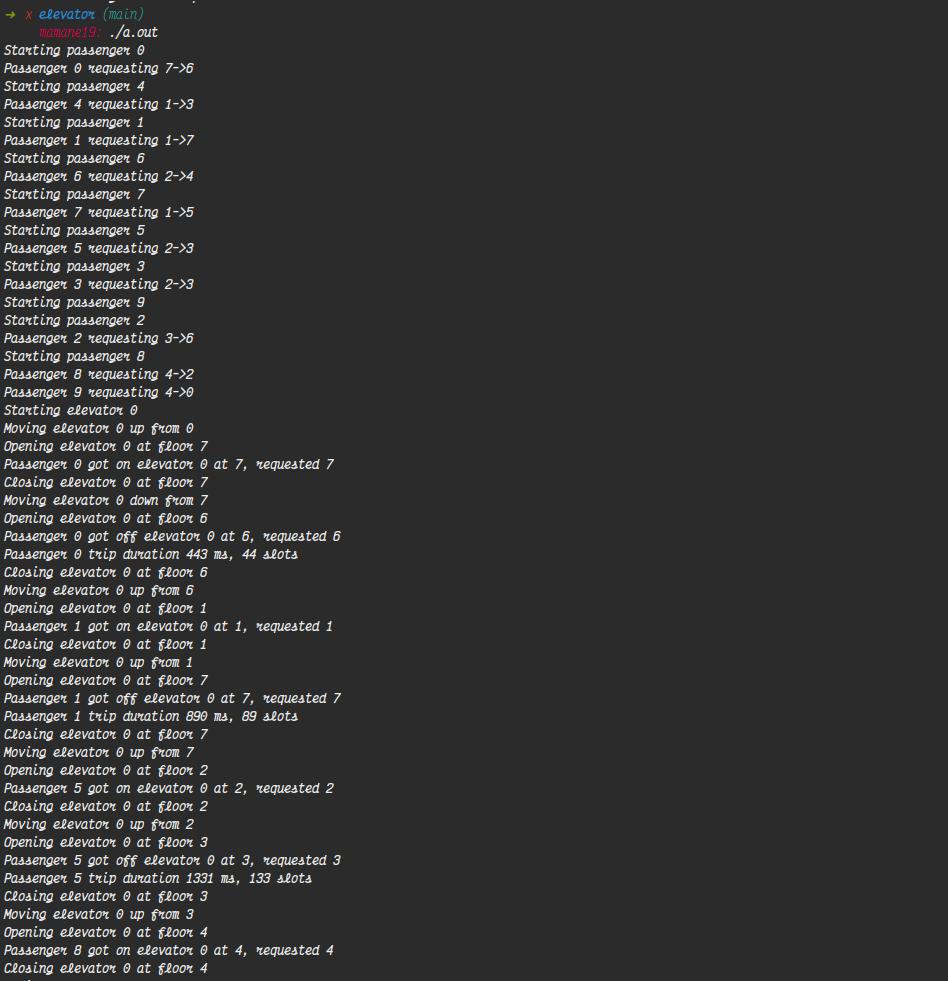 → x elevator (main)
mamane19: ./a.out
Starting passenger 0
Passenger 0 requesting 7->6
Starting passenger 4
Passenger 4 requesting 1->3
Starting passenger 1
Passenger 1 requesting 1->7
Starting passenger 6
Passenger 6 requesting 2->4
Starting passenger 7
Passenger 7 requesting 1->5
Starting passenger 5
Passenger 5 requesting 2->3
Starting passenger 3
Passenger 3 requesting 2->3
Starting passenger 9
Starting passenger 2
Passenger 2 requesting 3->6
Starting passenger 8
Passenger 8 requesting 4->2
Passenger 9 requesting 4->0
Starting elevator 0
Moving elevator 0 up from 0
Opening elevator 0 at floor 7
Passenger 0 got on elevator 0 at 7, requested 7
Closing elevator 0 at floor 7
Moving elevator 0 down from 7
Opening elevator 0 at floor 6
Passenger 0 got off elevator 0 at 6, requested 6
Passenger 0 trip duration 443 ms, 44 slots
Closing elevator 0 at floor 6
Moving elevator 0 up from 6
Opening elevator 0 at floor 1
Passenger 1 got on elevator 0 at 1, requested 1
Closing elevator 0 at floor 1
Moving elevator 0 up from 1
Opening elevator 0 at floor 7
Passenger 1 got off elevator 0 at 7, requested 7
Passenger 1 trip duration 890 ms, 89 slots
Closing elevator 0 at floor 7
Moving elevator 0 up from 7
Opening elevator 0 at floor 2
Passenger 5 got on elevator 0 at 2, requested 2
Closing elevator 0 at floor 2
Moving elevator 0 up from 2
Opening elevator 0 at floor 3
Passenger 5 got off elevator 0 at 3, requested 3
Passenger 5 trip duration 1331 ms, 133 slots
Closing elevator 0 at floor 3
Moving elevator 0 up from 3
Opening elevator 0 at floor 4
Passenger 8 got on elevator 0 at 4, requested 4
Closing elevator 0 at floor 4